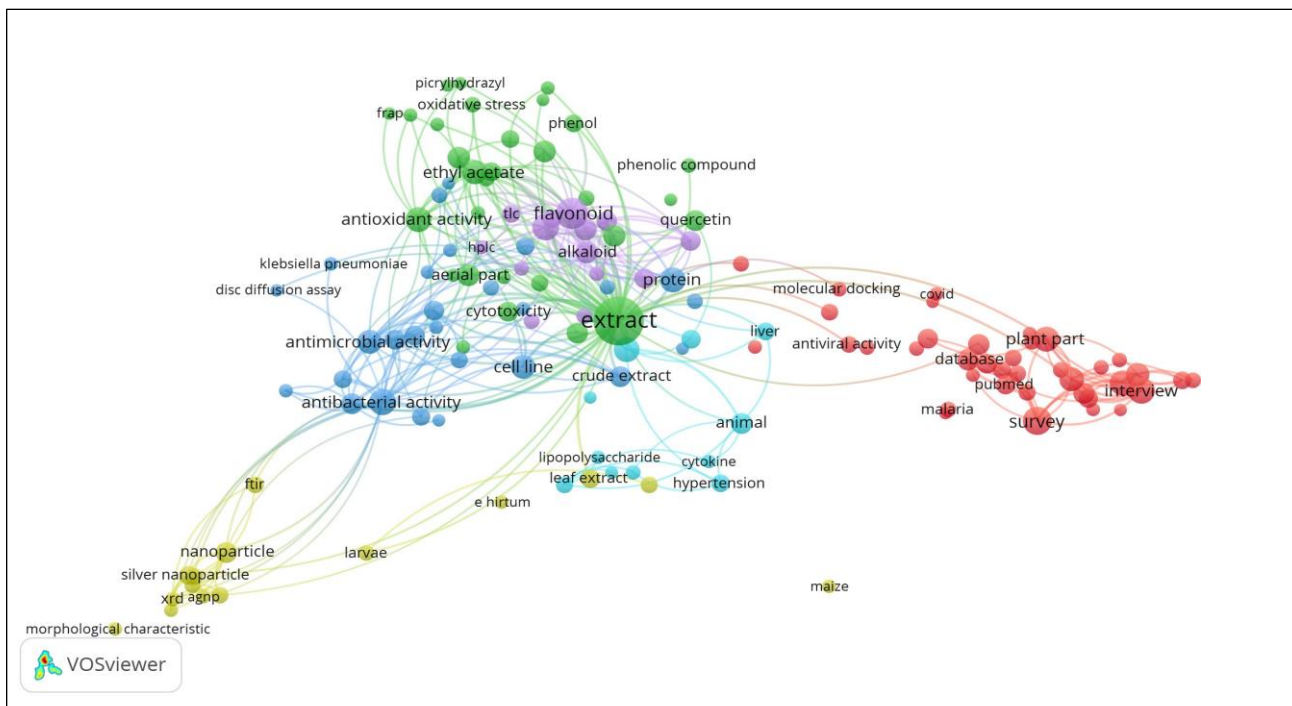 picrylhydrazyl
frap
oxidative stress
phenol
ethyl acetate
phenolic compound
antioxidant activity
tlc
flavonoid
quercetin
hplc
alkaloid
klebsiella pneumoniae
aerial part
protein
disc diffusion assay
molecular docking
covid
cytotoxicity
extract
liver
antimicrobial activity
antiviral activity
plant part
database
cell line
crude extract
pubmed
interview
antibacterial activity
malaria
survey
animal
lipopolysaccharide
cytokine
leaf extract
hypertension
ftir
e hirtum
nanoparticle
larvae
silver nanoparticle
maize
xrd
agnp
morphological characteristic
VOSviewer